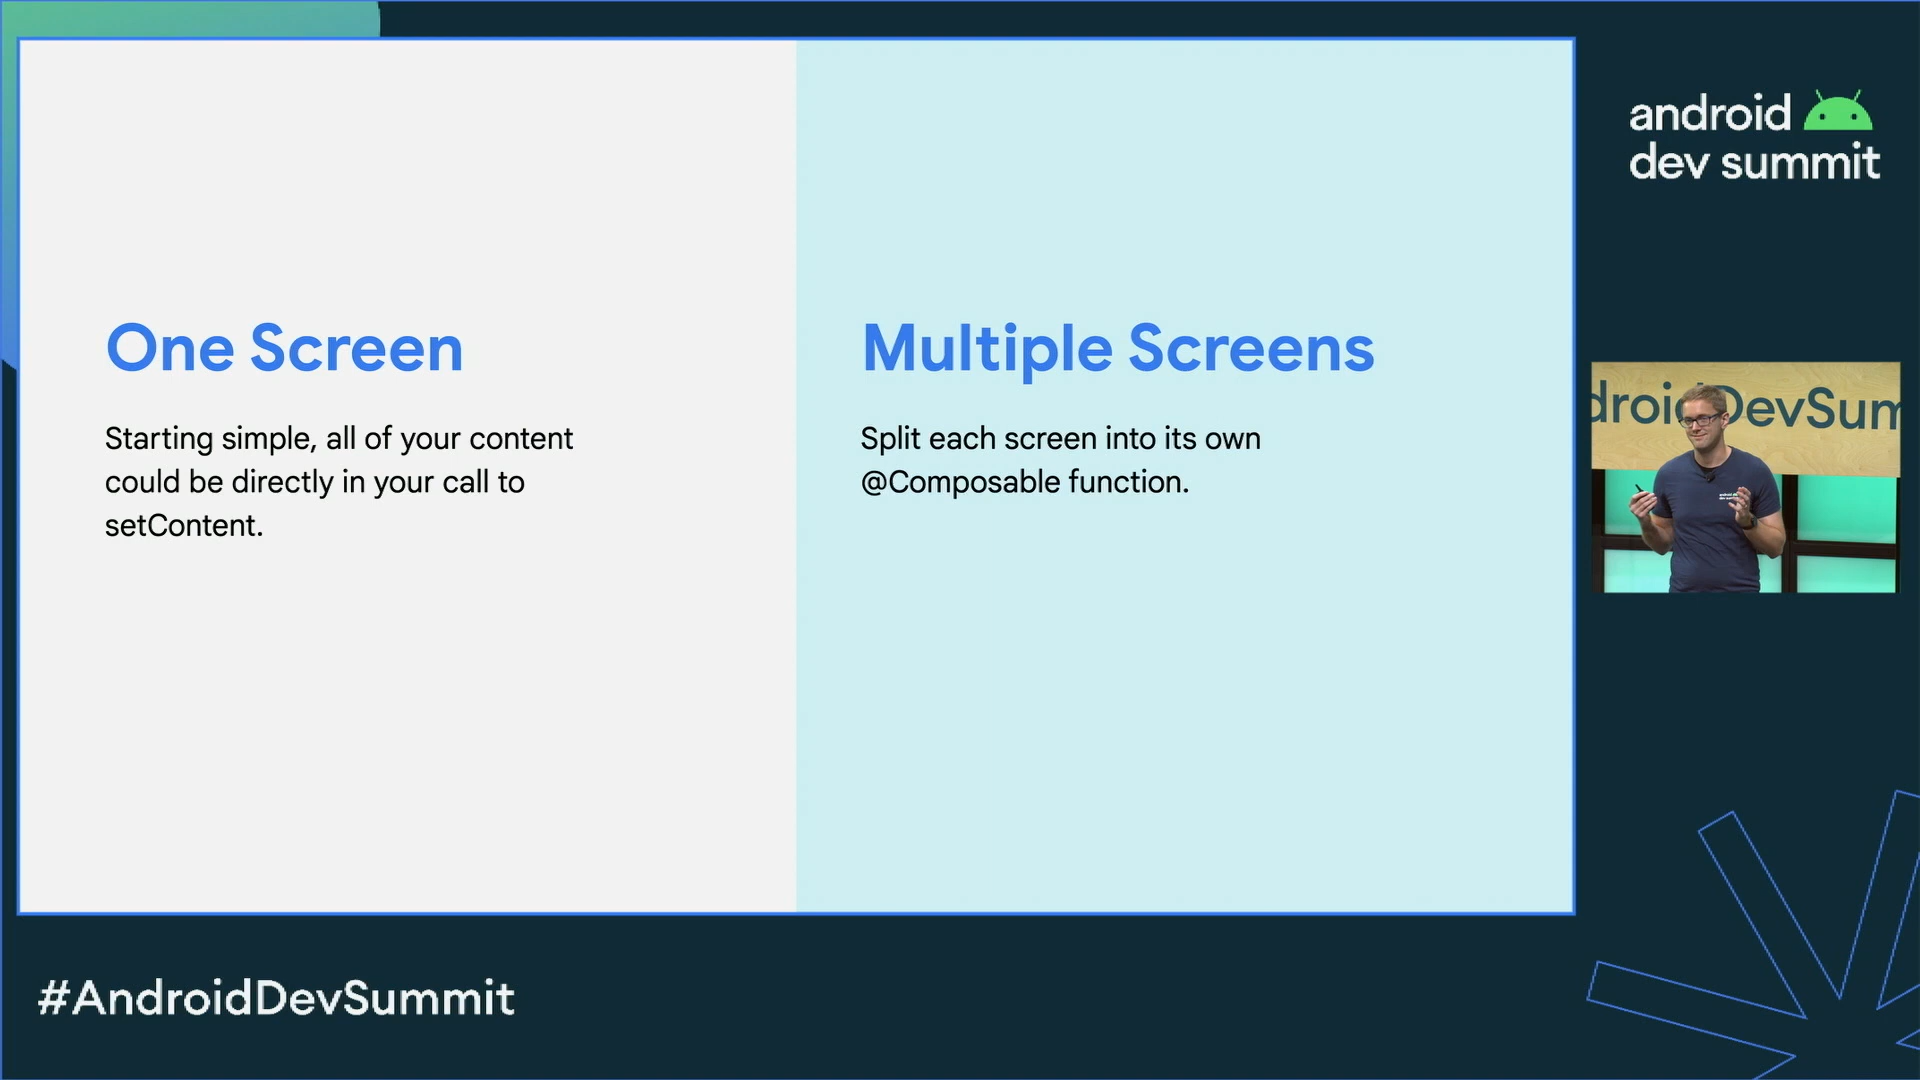 One Screen
Starting simple, all of your content
could be directly in your call to
setContent.
Multiple Screens
Split each screen into its own
@Composable function.
android
dev summit
droidDevSum
#AndroidDevSummit